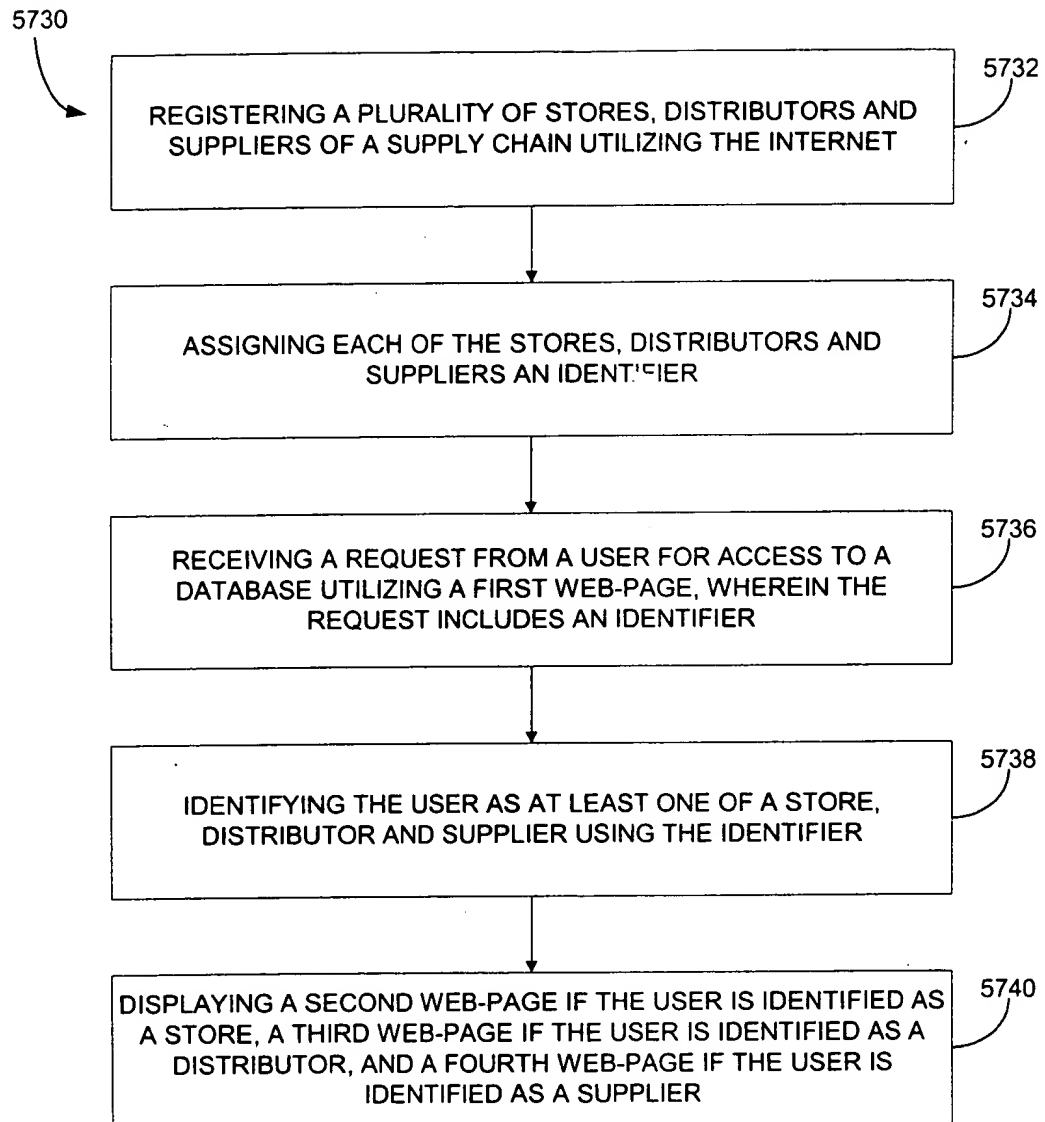 5730
5732
REGISTERING A PLURALITY OF STORES, DISTRIBUTORS AND
SUPPLIERS OF A SUPPLY CHAIN UTILIZING THE INTERNET
5734
ASSIGNING EACH OF THE STORES, DISTRIBUTORS AND
SUPPLIERS AN IDENTIFIER
5736
RECEIVING A REQUEST FROM A USER FOR ACCESS TO A
DATABASE UTILIZING A FIRST WEB-PAGE, WHEREIN THE
REQUEST INCLUDES AN IDENTIFIER
5738
IDENTIFYING THE USER AS AT LEAST ONE OF A STORE,
DISTRIBUTOR AND SUPPLIER USING THE IDENTIFIER
5740
DISPLAYING A SECOND WEB-PAGE IF THE USER IS IDENTIFIED AS
A STORE, A THIRD WEB-PAGE IF THE USER IS IDENTIFIED AS A
DISTRIBUTOR, AND A FOURTH WEB-PAGE IF THE USER IS
IDENTIFIED AS A SUPPLIER